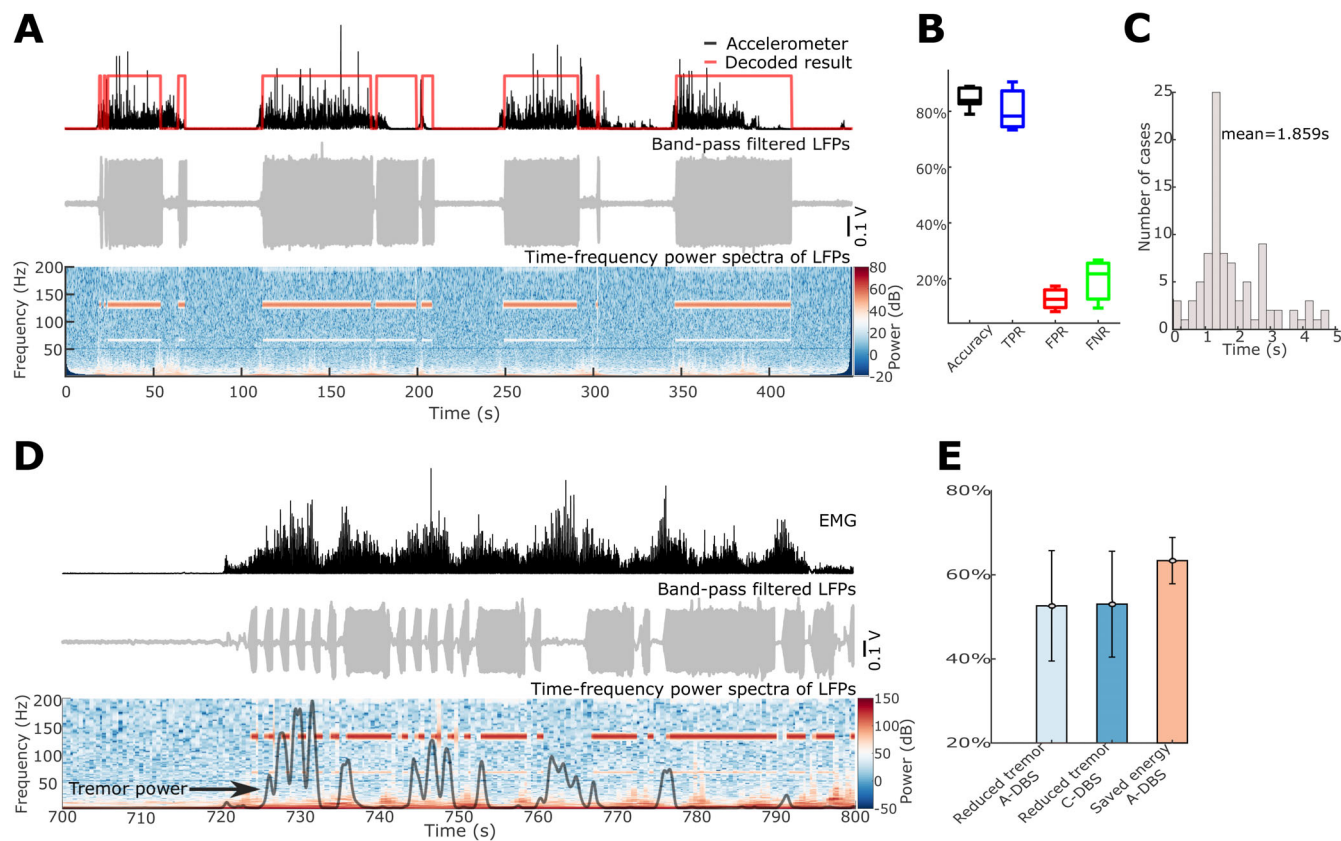 A
Accelerometer
Decoded result
Band-pass filtered LFPs
0.1 V
Time-frequency power spectra of LFPs
Frequency (Hz)
200
150
100
50
0 50 100 150 200 250 300 350 400
Time (s)
80
60
40
20
0
-20
Power (dB)
B
80%
60%
40%
20%
Accuracy
TPR
FPR
FNR
C
Number of cases
25
20
15
10
5
0
mean=1.859s
0 1 2 3 4 5
Time (s)
D
EMG
Band-pass filtered LFPs
0.1 V
Time-frequency power spectra of LFPs
Frequency (Hz)
200
150
100
50
Tremor power
700 710 720 730 740 750 760 770 780 790 800
Time (s)
150
100
50
0
-50
Power (dB)
E
80%
60%
40%
20%
Reduced tremor
A-DBS
Reduced tremor
C-DBS
Saved energy
A-DBS